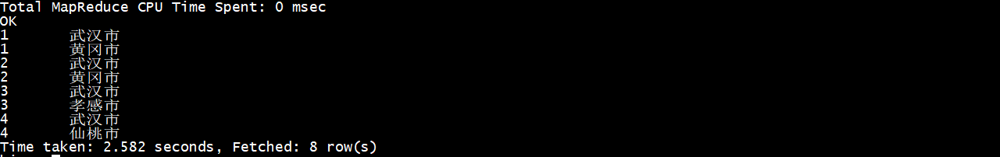 Total MapReduce CPU Time Spent: 0 msec
OK
1	武汉市
1	黄冈市
2	武汉市
2	黄冈市
3	武汉市
3	孝感市
4	武汉市
4	仙桃市
Time taken: 2.582 seconds, Fetched: 8 row(s)